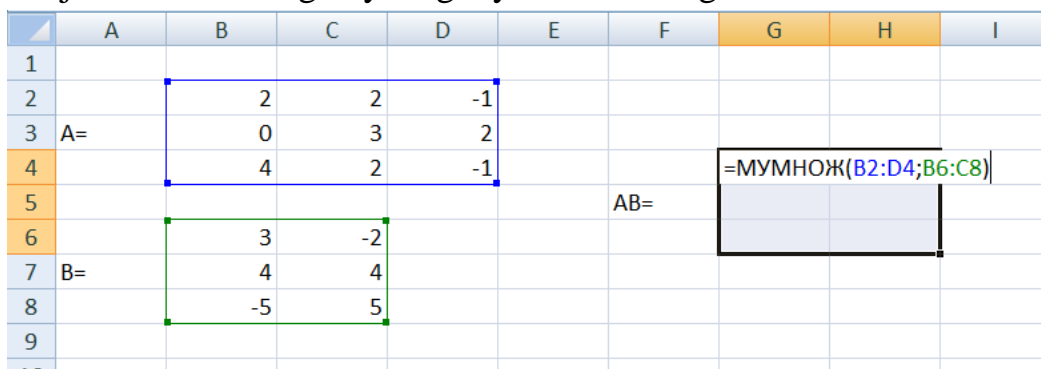 A B C D E F G H I
1
2 2 2 -1
3 A= 0 3 2
4 4 2 -1 =МУМНОЖ(B2:D4;B6:C8)
5 AB=
6 3 -2
7 B= 4 4
8 -5 5
9